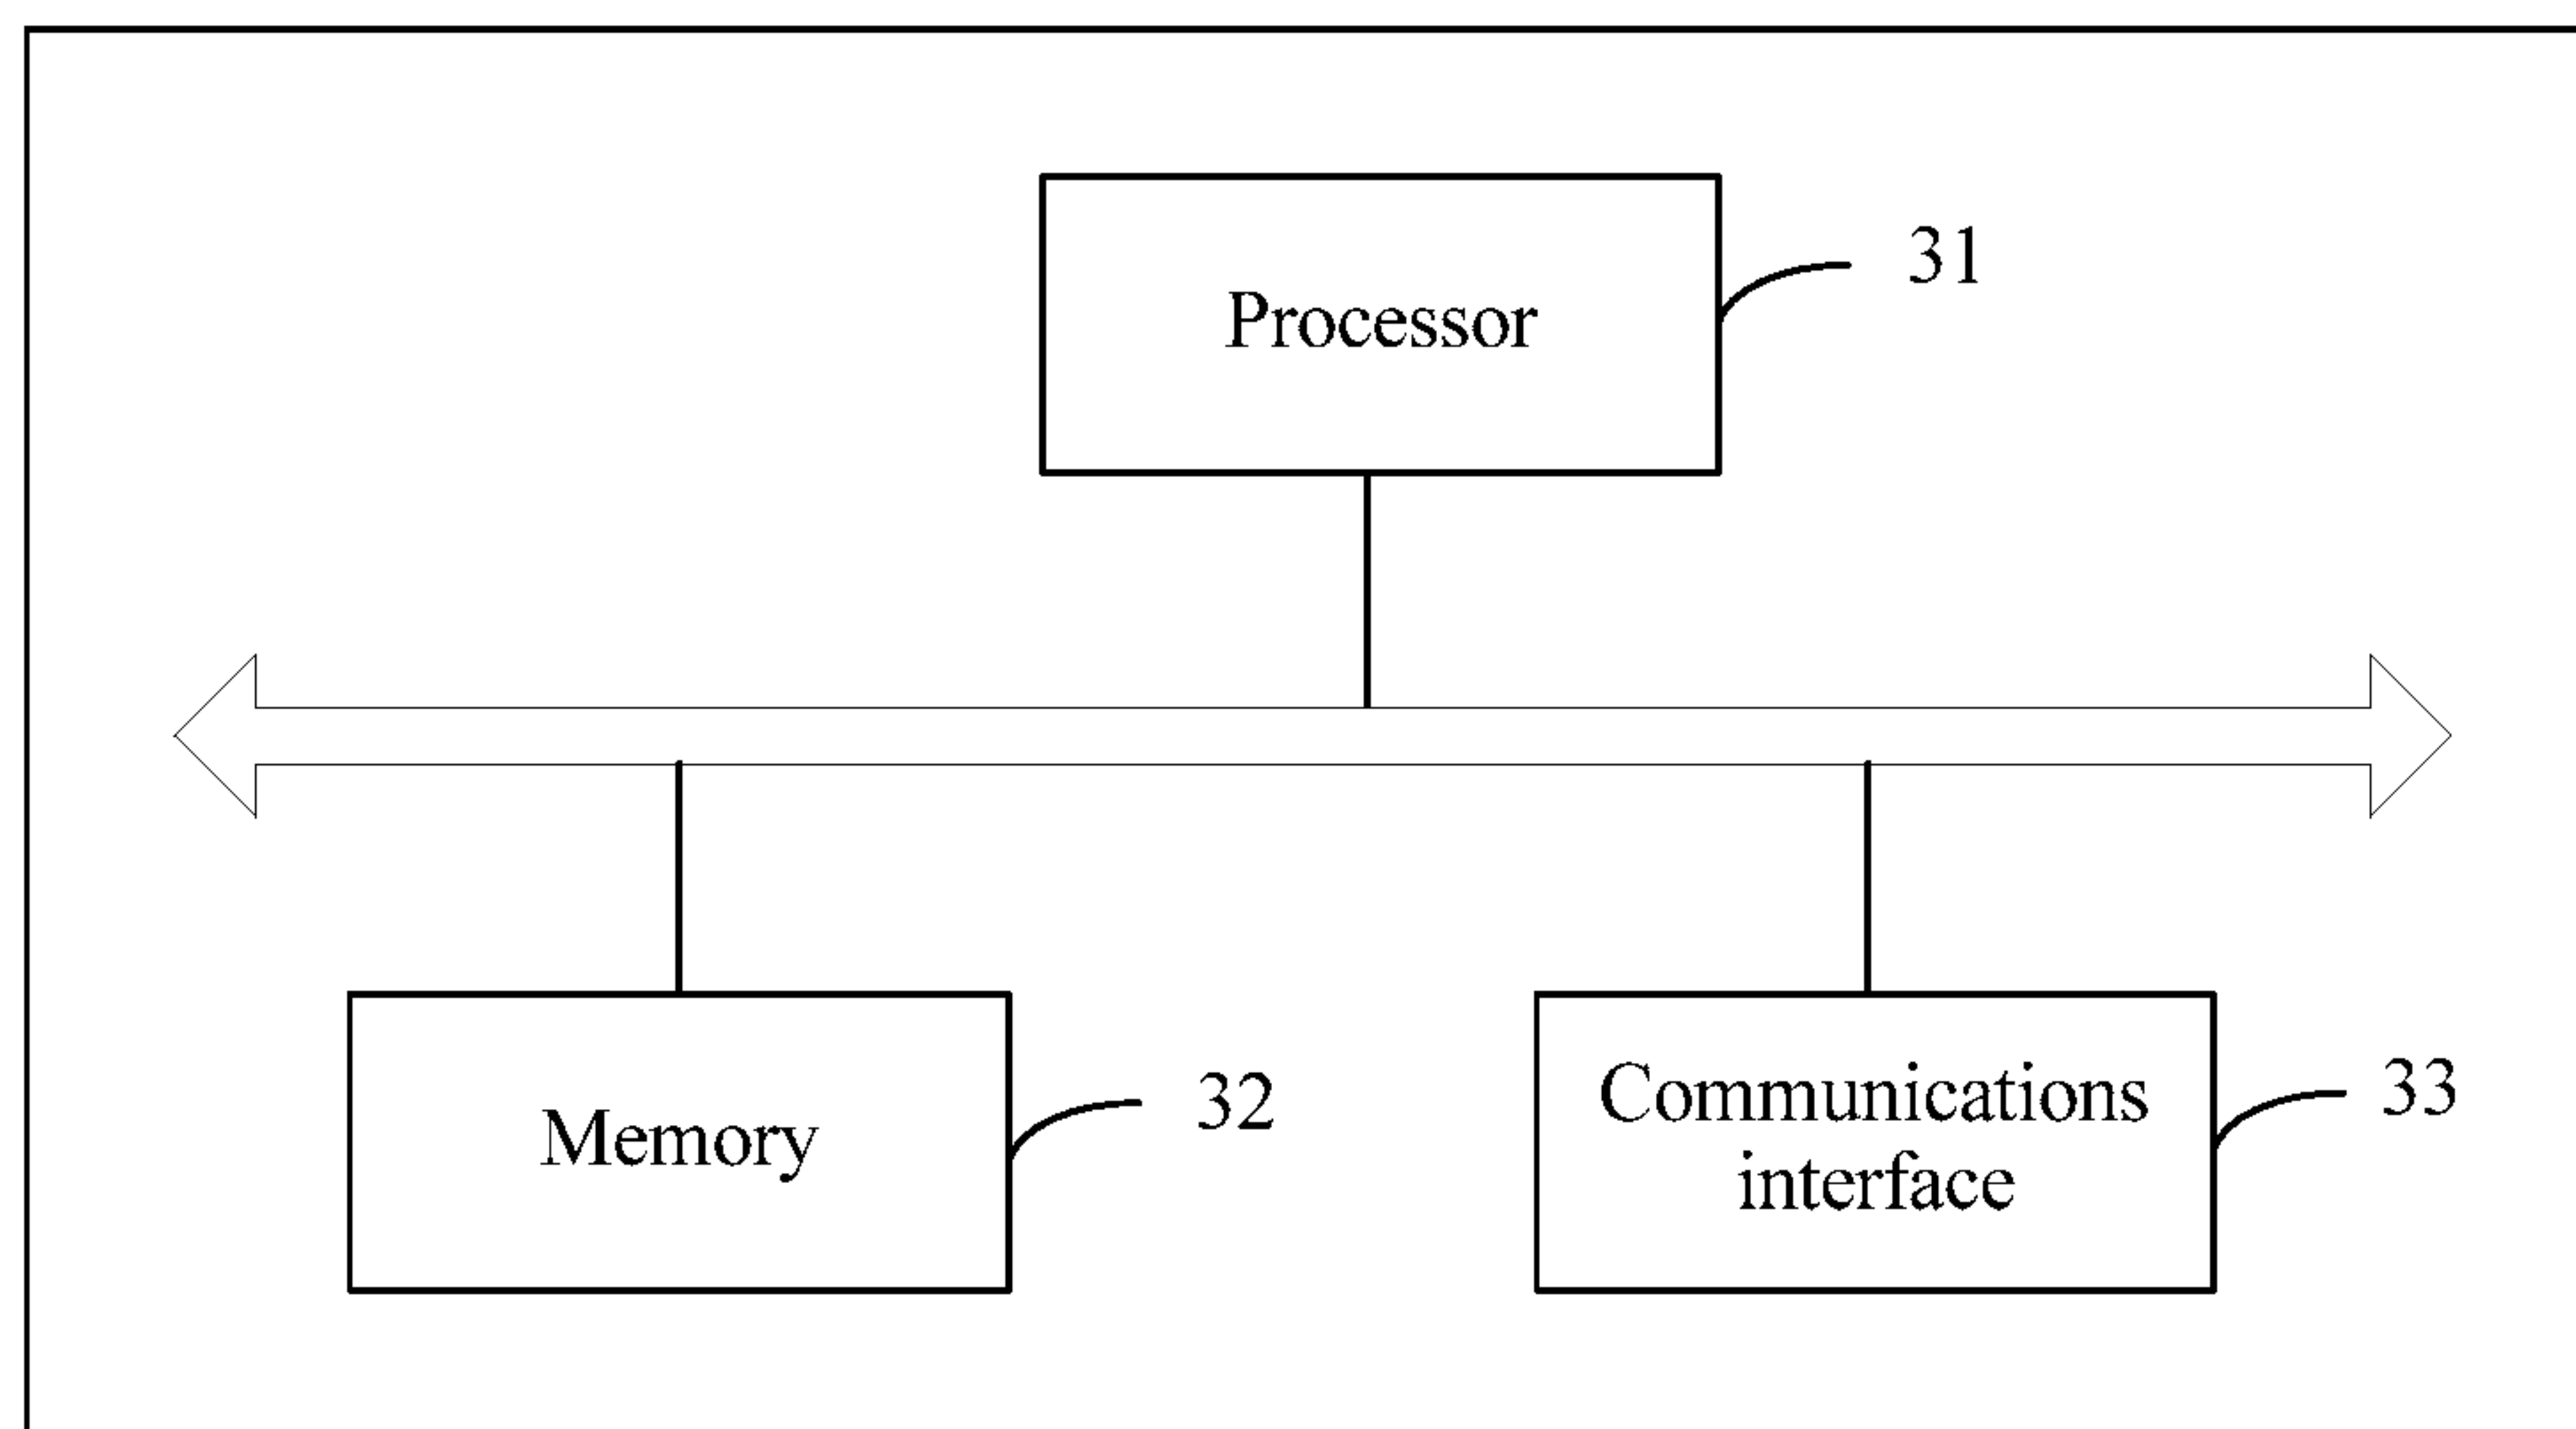 31
Processor
Memory
32
Communications
interface
33